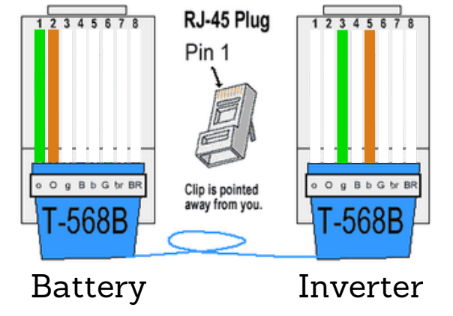 1 2 3 4 5 6 7 8
RJ-45 Plug
Pin 1
Clip is pointed
away from you.
o O g B b G br BR
T-568B
Battery
1 2 3 4 5 6 7 8
o O g B b G br BR
T-568B
Inverter